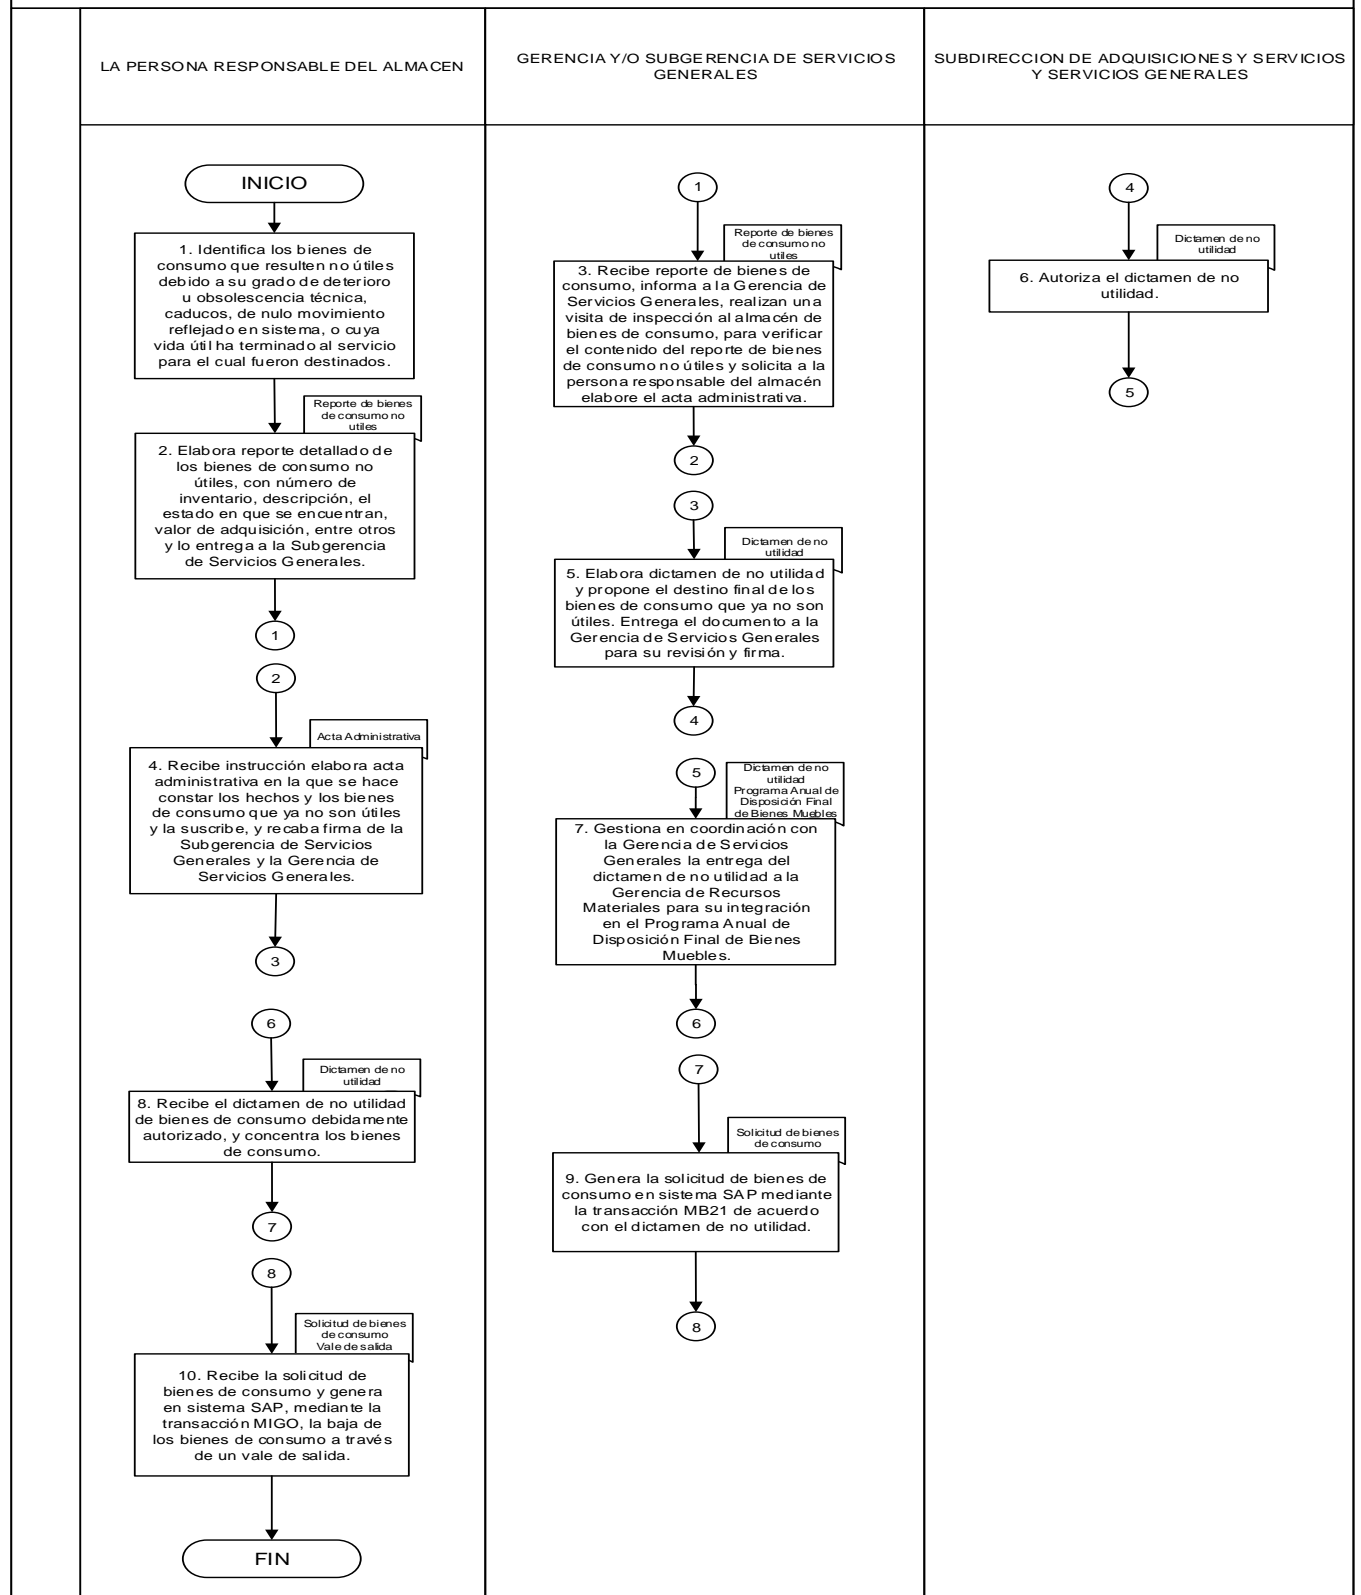 LA PERSONA RESPONSABLE DEL ALMACEN
GERENCIA Y/O SUBGERENCIA DE SERVICIOS
GENERALES
SUBDIRECCION DE ADQUISICIONES Y SERVICIOS
Y SERVICIOS GENERALES
INICIO
1. Identifica los bienes de
consumo que resulten no útiles
debido a su grado de deterioro
u obsolescencia técnica,
caducos, de nulo movimiento
reflejado en sistema, o cuya
vida útil ha terminado al servicio
para el cual fueron destinados.
Reporte de bienes
de consumo no
utiles
2. Elabora reporte detallado de
los bienes de consumo no
útiles, con número de
inventario, descripción, el
estado en que se encuentran,
valor de adquisición, entre otros
y lo entrega a la Subgerencia
de Servicios Generales.
1
2
Acta Administrativa
4. Recibe instrucción elabora acta
administrativa en la que se hace
constar los hechos y los bienes
de consumo que ya no son útiles
y la suscribe, y recaba firma de la
Subgerencia de Servicios
Generales y la Gerencia de
Servicios Generales.
3
6
Dictamen de no
utilidad
8. Recibe el dictamen de no utilidad
de bienes de consumo debidamente
autorizado, y concentra los bienes
de consumo.
7
8
Solicitud de bienes
de consumo
Vale de salida
10. Recibe la solicitud de
bienes de consumo y genera
en sistema SAP, mediante la
transacción MIGO, la baja de
los bienes de consumo a través
de un vale de salida.
FIN
1
Reporte de bienes
de consumo no
utiles
3. Recibe reporte de bienes de
consumo, informa a la Gerencia de
Servicios Generales, realizan una
visita de inspección al almacén de
bienes de consumo, para verificar
el contenido del reporte de bienes
de consumo no útiles y solicita a la
persona responsable del almacén
elabore el acta administrativa.
2
3
Dictamen de no
utilidad
5. Elabora dictamen de no utilidad
y propone el destino final de los
bienes de consumo que ya no son
útiles. Entrega el documento a la
Gerencia de Servicios Generales
para su revisión y firma.
4
5
Dictamen de no
utilidad
Programa Anual de
Disposición Final
de Bienes Muebles
7. Gestiona en coordinación con
la Gerencia de Servicios
Generales la entrega del
dictamen de no utilidad a la
Gerencia de Recursos
Materiales para su integración
en el Programa Anual de
Disposición Final de Bienes
Muebles.
6
7
Solicitud de bienes
de consumo
9. Genera la solicitud de bienes de
consumo en sistema SAP mediante
la transacción MB21 de acuerdo
con el dictamen de no utilidad.
8
4
Dictamen de no
utilidad
6. Autoriza el dictamen de no
utilidad.
5